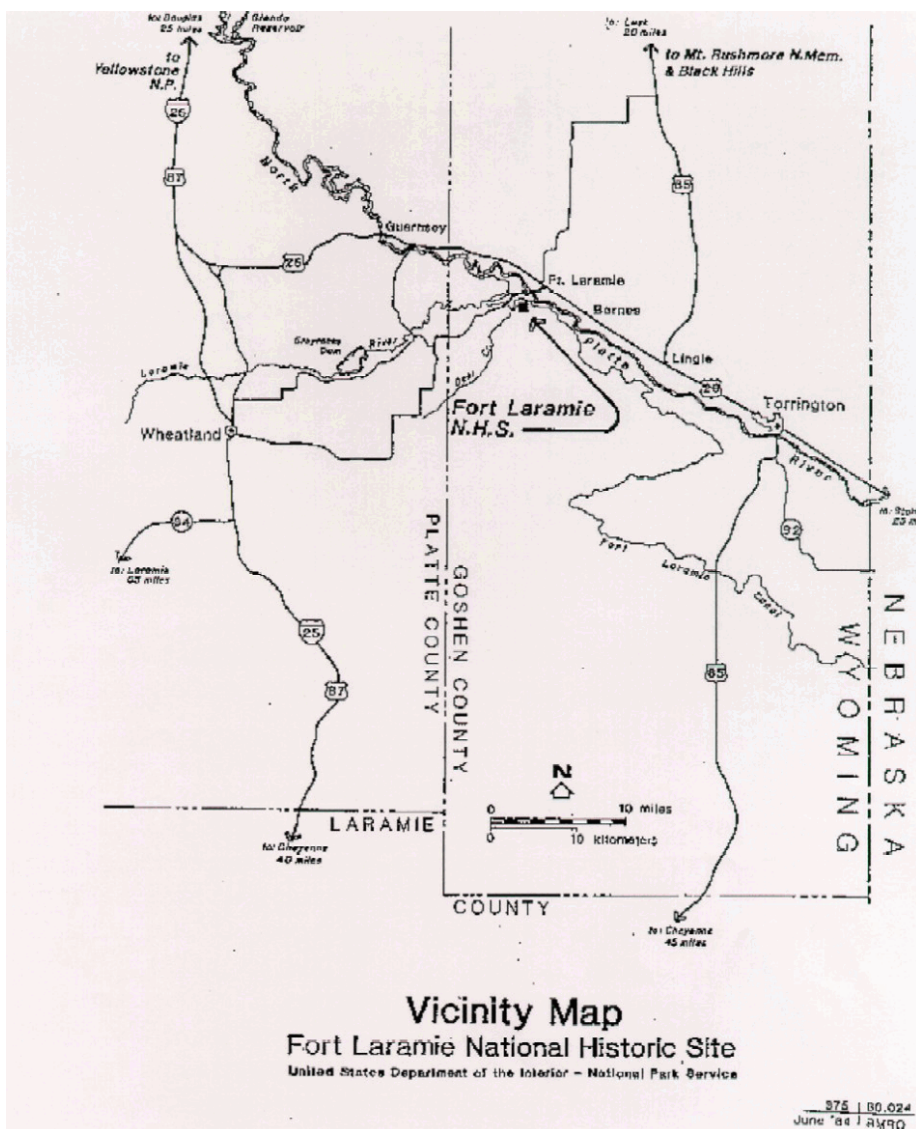 to: Douglas
25 miles
Glendo
Reservoir
to: Lusk
20 miles
to
Yellowstone
N.P.
to Mt. Rushmore N.Mem.
& Black Hills
26
87
85
North
Guernsey
26
Ft. Laramie
Barnes
Platte
Lingle
Grayrocks
Dam
River
Laramie
26
Torrington
Fort Laramie
N.H.S.
Wheatland
River
34
92
to: Laramie
65 miles
Fort
Laramie
Canal
25
87
85
PLATTE COUNTY
GOSHEN COUNTY
WYOMING
NEBRASKA
N
0 10 miles
0 10 kilometers
LARAMIE
COUNTY
to: Cheyenne
40 miles
to: Cheyenne
45 miles
Vicinity Map
Fort Laramie National Historic Site
United States Department of the Interior - National Park Service
375 | 80,024